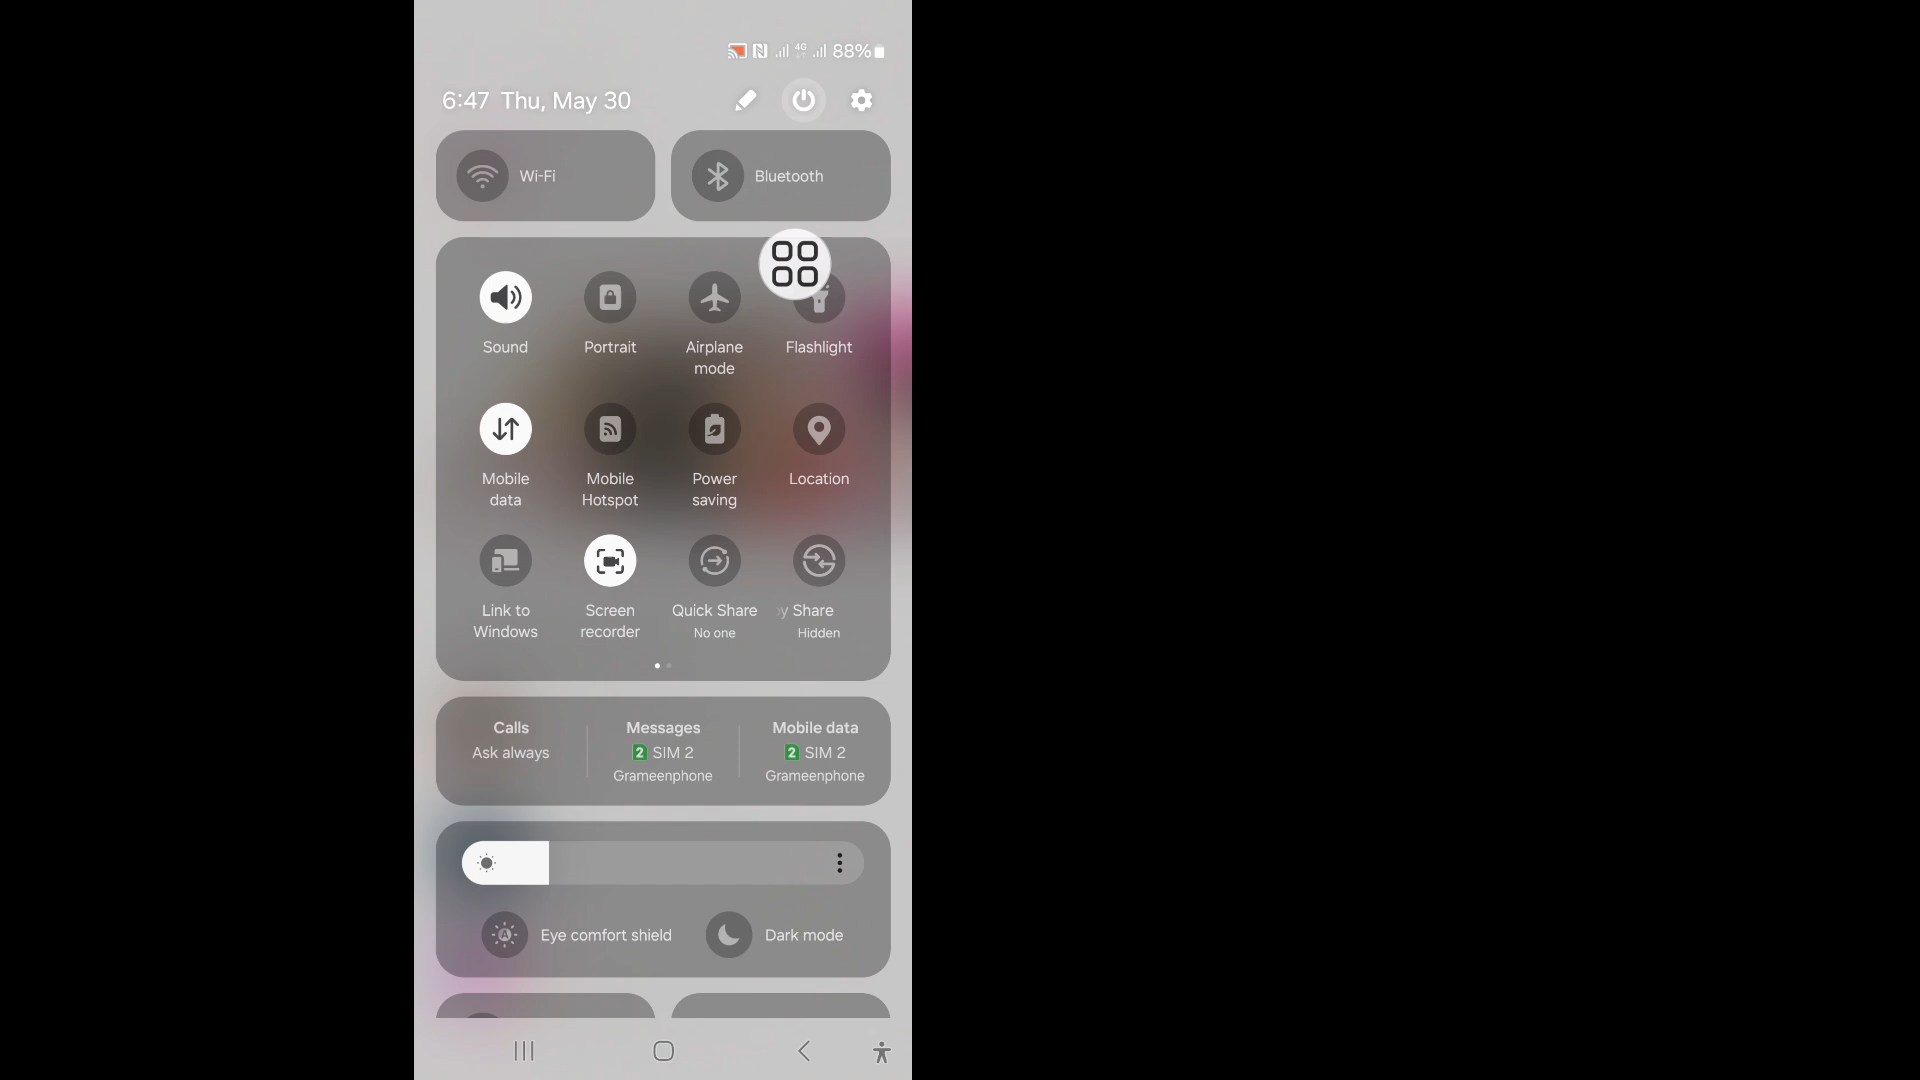 4G 88%
6:47 Thu, May 30
Wi-Fi Bluetooth
Sound Portrait Airplane mode Flashlight
Mobile data Mobile Hotspot Power saving Location
Link to Windows Screen recorder Quick Share No one y Share Hidden
Calls Messages Mobile data
Ask always 2 SIM 2 2 SIM 2
Grameenphone Grameenphone
Eye comfort shield Dark mode